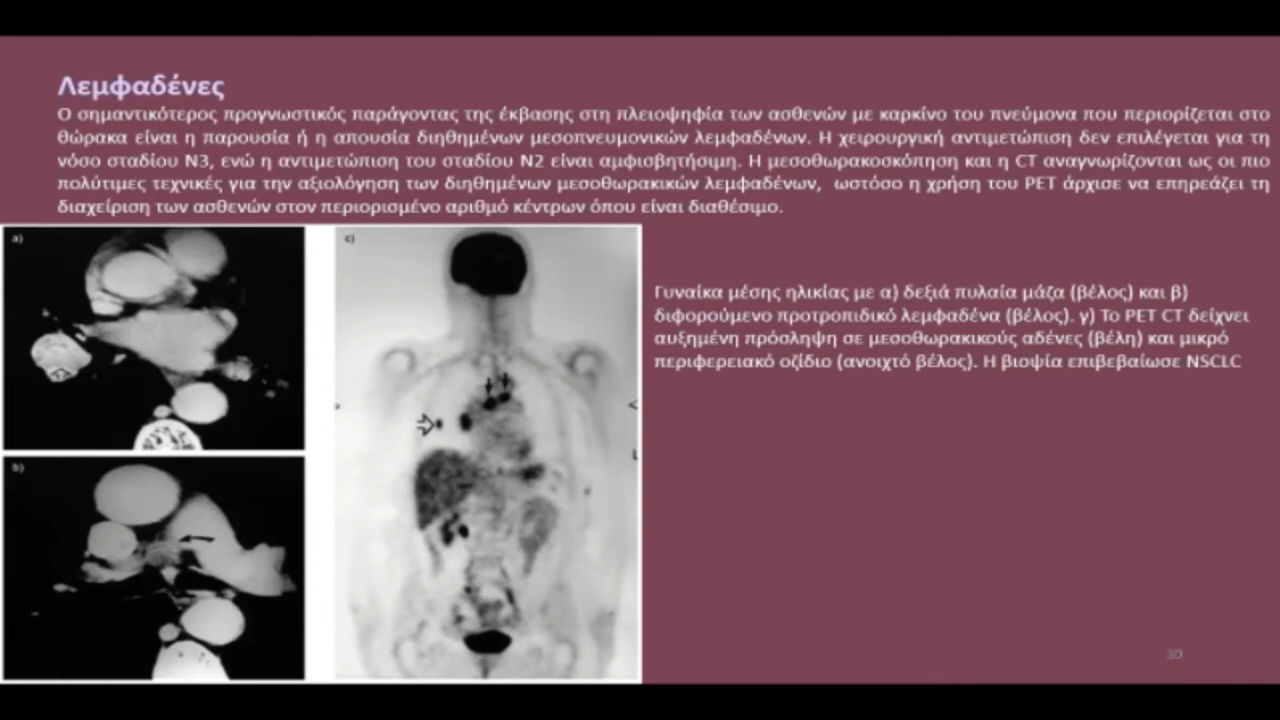 Λεμφαδένες
Ο σημαντικότερος προγνωστικός παράγοντας της έκβασης στη πλειοψηφία των ασθενών με καρκίνο του πνεύμονα που περιορίζεται στο
θώρακα είναι η παρουσία ή η απουσία διηθημένων μεσοπνευμονικών λεμφαδένων. Η χειρουργική αντιμετώπιση δεν επιλέγεται για τη
νόσο σταδίου N3, ενώ η αντιμετώπιση του σταδίου N2 είναι αμφισβητήσιμη. Η μεσοθωρακοσκόπηση και η CT αναγνωρίζονται ως οι πιο
πολύτιμες τεχνικές για την αξιολόγηση των διηθημένων μεσοθωρακικών λεμφαδένων, ωστόσο η χρήση του PET άρχισε να επηρεάζει τη
διαχείριση των ασθενών στον περιορισμένο αριθμό κέντρων όπου είναι διαθέσιμο.
a)
c)
b)
L
Γυναίκα μέσης ηλικίας με α) δεξιά πυλαία μάζα (βέλος) και β)
διφορούμενο προτροπιδικό λεμφαδένα (βέλος). γ) Το PET CT δείχνει
αυξημένη πρόσληψη σε μεσοθωρακικούς αδένες (βέλη) και μικρό
περιφερειακό οζίδιο (ανοιχτό βέλος). Η βιοψία επιβεβαίωσε NSCLC
30